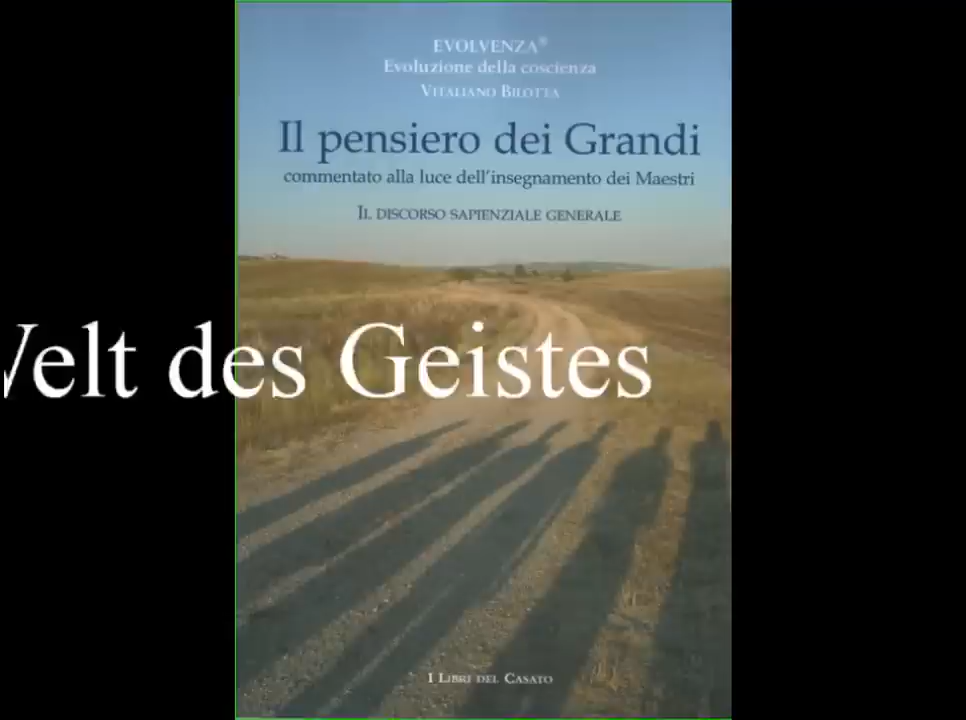 EVOLVENZA®
Evoluzione della coscienza
VITALIANO BILOTTA
Il pensiero dei Grandi
commentato alla luce dell'insegnamento dei Maestri
IL DISCORSO SAPIENZIALE GENERALE
Velt des Geistes
I LIBRI DEL CASATO